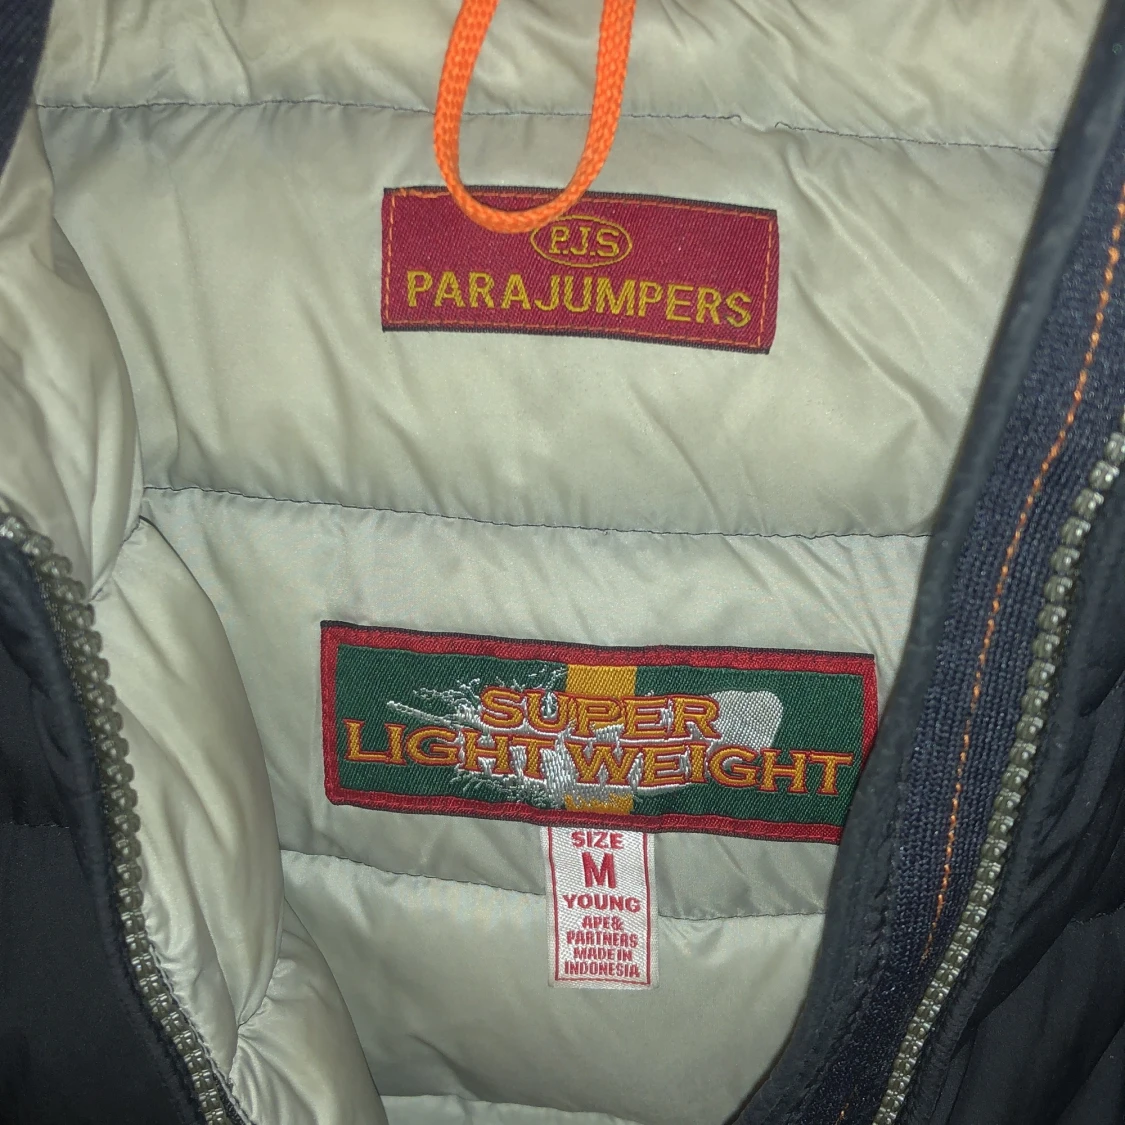 P.J.S
PARAJUMPERS
SUPER
LIGHT WEIGHT
SIZE
M
YOUNG
APE&
PARTNERS
MADE IN
INDONESIA